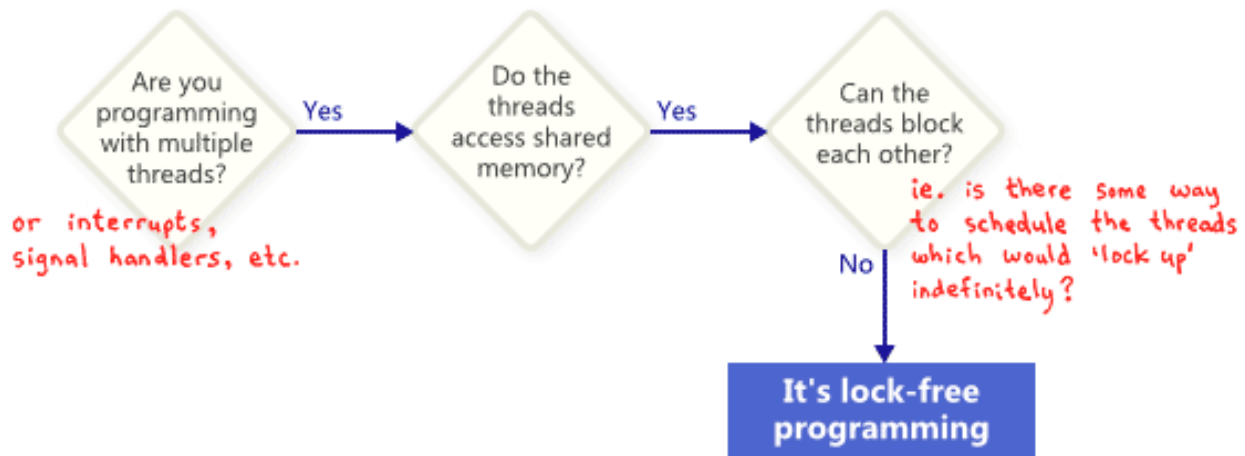 Are you
programming
with multiple
threads?
or interrupts,
signal handlers, etc.
Yes
Do the
threads
access shared
memory?
Yes
Can the
threads block
each other?
ie. is there some way
to schedule the threads
which would 'lock up'
indefinitely?
No
It's lock-free
programming